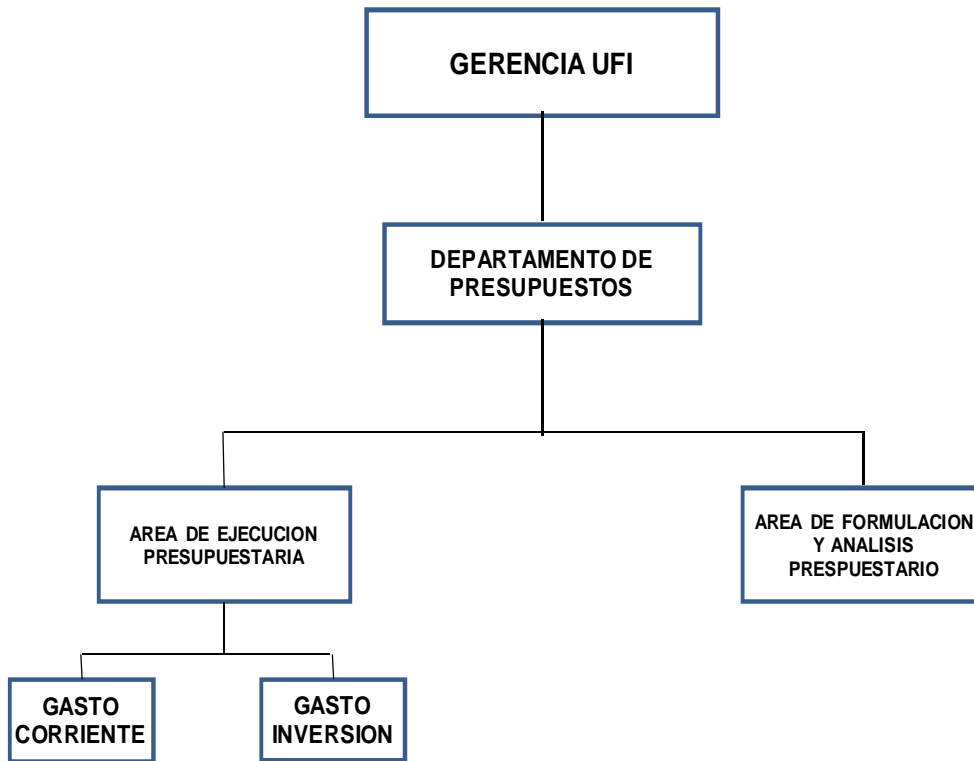 GERENCIA UFI
DEPARTAMENTO DE
PRESUPUESTOS
AREA DE EJECUCION
PRESUPUESTARIA
AREA DE FORMULACION
Y ANALISIS
PRESPUESTARIO
GASTO
CORRIENTE
GASTO
INVERSION